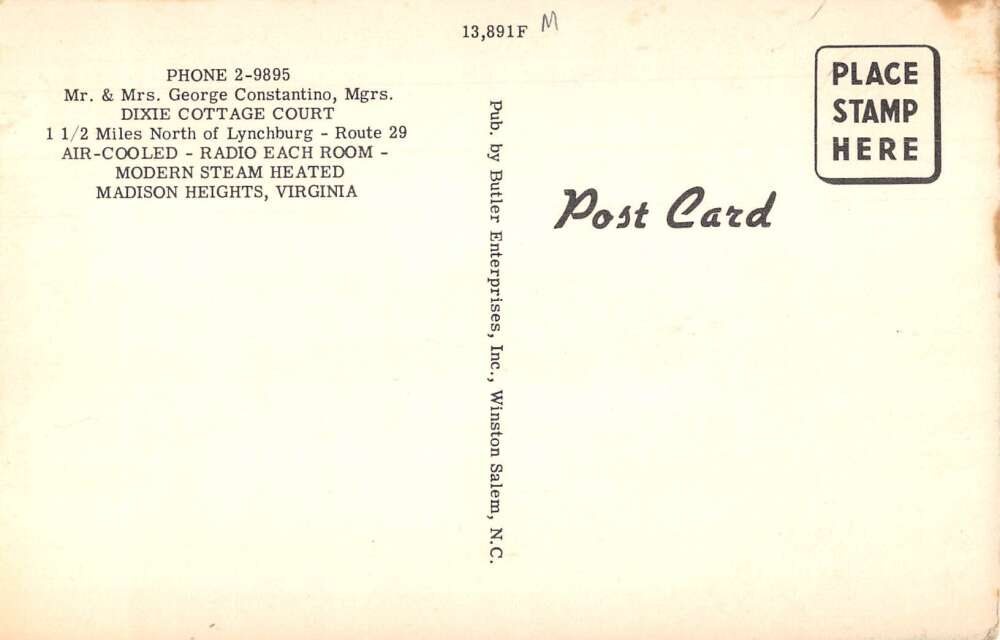 13,891F M
PHONE 2-9895
Mr. & Mrs. George Constantino, Mgrs.
DIXIE COTTAGE COURT
1 1/2 Miles North of Lynchburg - Route 29
AIR-COOLED - RADIO EACH ROOM -
MODERN STEAM HEATED
MADISON HEIGHTS, VIRGINIA
Pub. by Butler Enterprises, Inc., Winston Salem, N.C.
Post Card
PLACE
STAMP
HERE